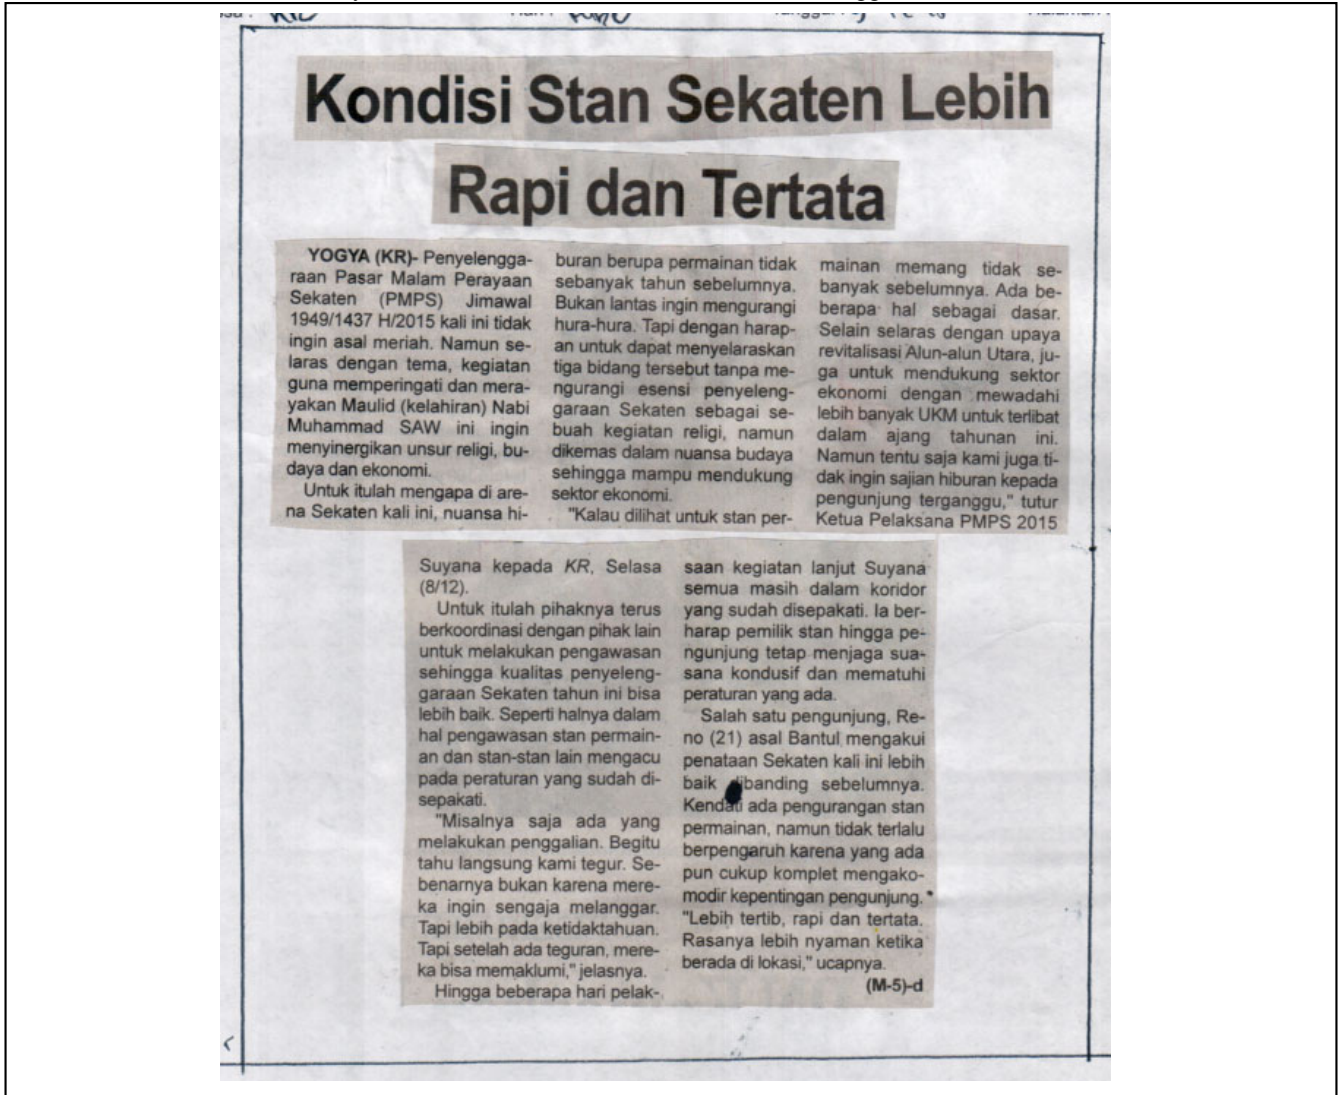 Kondisi Stan Sekaten Lebih
Rapi dan Tertata
YOGYA (KR)- Penyelengga-
raan Pasar Malam Perayaan
Sekaten (PMPS) Jimawal
1949/1437 H/2015 kali ini tidak
ingin asal meriah. Namun se-
laras dengan tema, kegiatan
guna memperingati dan mera-
yakan Maulid (kelahiran) Nabi
Muhammad SAW ini ingin
menyinergikan unsur religi, bu-
daya dan ekonomi.
Untuk itulah mengapa di are-
na Sekaten kali ini, nuansa hi-
buran berupa permainan tidak
sebanyak tahun sebelumnya.
Bukan lantas ingin mengurangi
hura-hura. Tapi dengan harap-
an untuk dapat menyelaraskan
tiga bidang tersebut tanpa me-
ngurangi esensi penyeleng-
garaan Sekaten sebagai se-
buah kegiatan religi, namun
dikemas dalam nuansa budaya
sehingga mampu mendukung
sektor ekonomi.
"Kalau dilihat untuk stan per-
mainan memang tidak se-
banyak sebelumnya. Ada be-
berapa hal sebagai dasar.
Selain selaras dengan upaya
revitalisasi Alun-alun Utara, ju-
ga untuk mendukung sektor
ekonomi dengan mewadahi
lebih banyak UKM untuk terlibat
dalam ajang tahunan ini.
Namun tentu saja kami juga ti-
dak ingin sajian hiburan kepada
pengunjung terganggu," tutur
Ketua Pelaksana PMPS 2015
Suyana kepada KR, Selasa
(8/12).
Untuk itulah pihaknya terus
berkoordinasi dengan pihak lain
untuk melakukan pengawasan
sehingga kualitas penyeleng-
garaan Sekaten tahun ini bisa
lebih baik. Seperti halnya dalam
hal pengawasan stan permain-
an dan stan-stan lain mengacu
pada peraturan yang sudah di-
sepakati.
"Misalnya saja ada yang
melakukan penggalian. Begitu
tahu langsung kami tegur. Se-
benarnya bukan karena mere-
ka ingin sengaja melanggar.
Tapi lebih pada ketidaktahuan.
Tapi setelah ada teguran, mere-
ka bisa memaklumi," jelasnya.
Hingga beberapa hari pelak-
saan kegiatan lanjut Suyana
semua masih dalam koridor
yang sudah disepakati. Ia ber-
harap pemilik stan hingga pe-
ngunjung tetap menjaga sua-
sana kondusif dan mematuhi
peraturan yang ada.
Salah satu pengunjung, Re-
no (21) asal Bantul mengakui
penataan Sekaten kali ini lebih
baik dibanding sebelumnya.
Kendati ada pengurangan stan
permainan, namun tidak terlalu
berpengaruh karena yang ada
pun cukup komplet mengako-
modir kepentingan pengunjung.
"Lebih tertib, rapi dan tertata.
Rasanya lebih nyaman ketika
berada di lokasi," ucapnya.
(M-5)-d